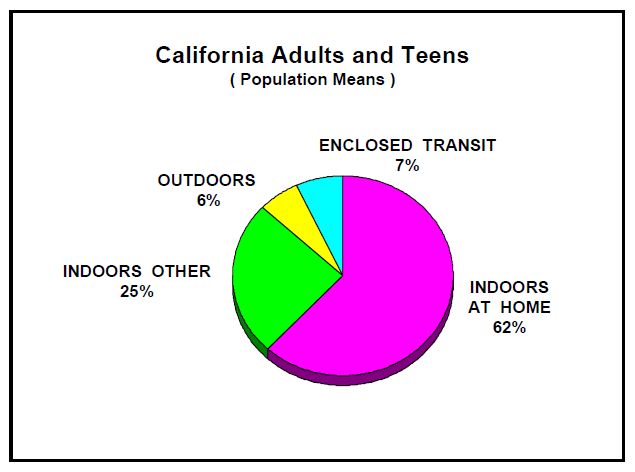 California Adults and Teens
( Population Means )
ENCLOSED TRANSIT
7%
OUTDOORS
6%
INDOORS OTHER
25%
INDOORS
AT HOME
62%